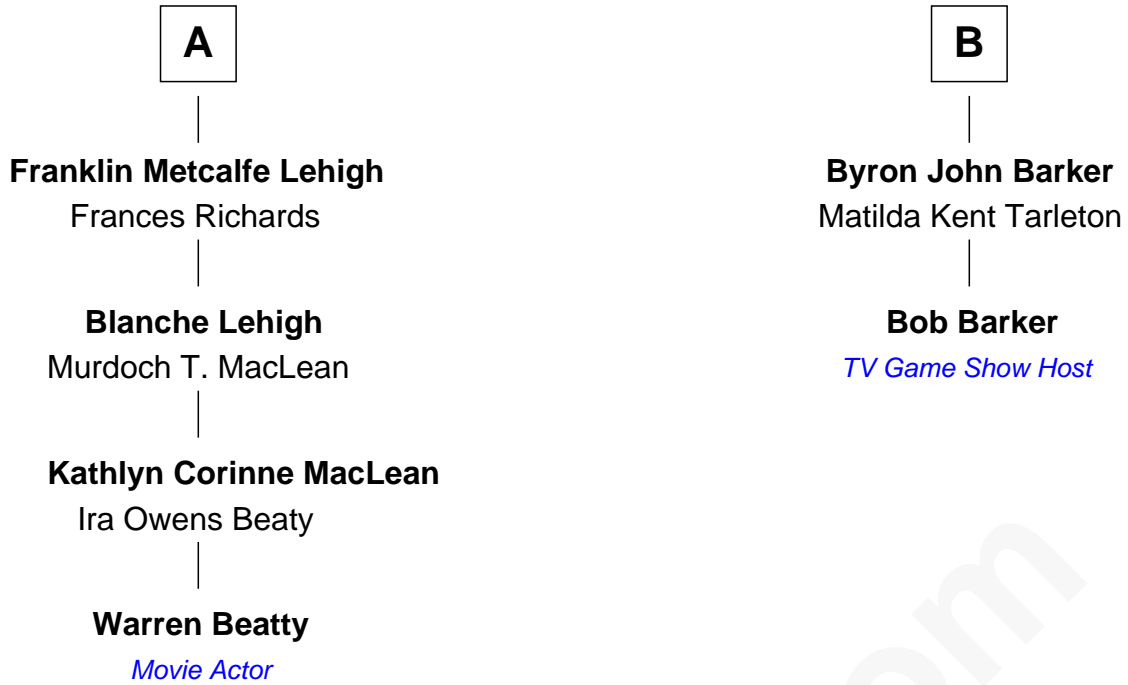 A
Franklin Metcalfe Lehigh
Frances Richards
Blanche Lehigh
Murdoch T. MacLean
Kathlyn Corinne MacLean
Ira Owens Beaty
Warren Beatty
Movie Actor
B
Byron John Barker
Matilda Kent Tarleton
Bob Barker
TV Game Show Host
om